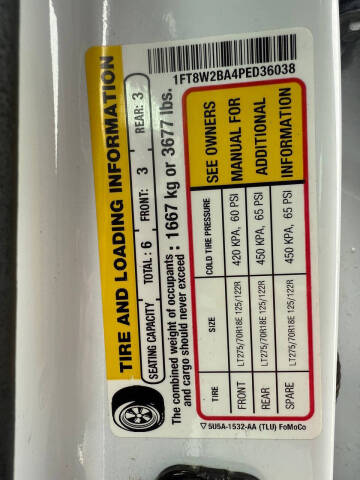 TIRE AND LOADING INFORMATION
SEATING CAPACITY TOTAL : 6 FRONT: 3 REAR: 3
The combined weight of occupants
and cargo should never exceed : 1667 kg or 3677 lbs.
TIRE SIZE COLD TIRE PRESSURE
FRONT LT275/70R18E 125/122R 420 KPA, 60 PSI
REAR LT275/70R18E 125/122R 450 KPA, 65 PSI
SPARE LT275/70R18E 125/122R 450 KPA, 65 PSI
SEE OWNERS
MANUAL FOR
ADDITIONAL
INFORMATION
5U5A-1532-AA (TLU) FoMoCo
1FT8W2BA4PED36038